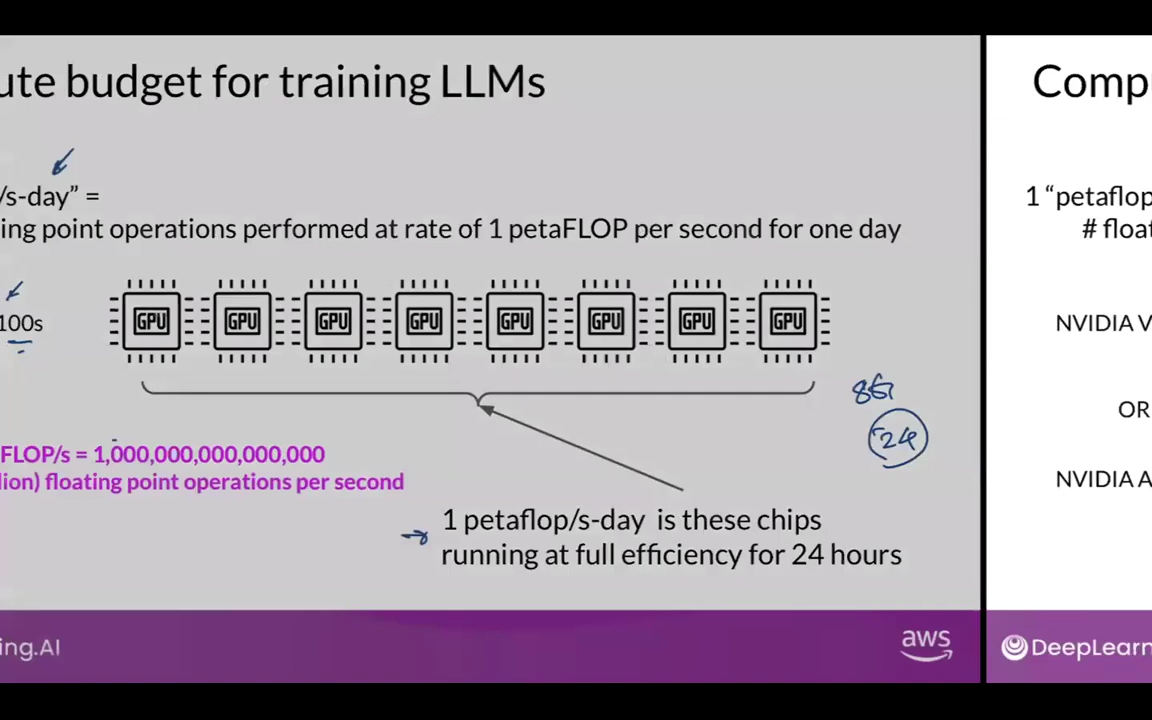 ute budget for training LLMs
/s-day” =
ing point operations performed at rate of 1 petaFLOP per second for one day
100s
GPU GPU GPU GPU GPU GPU GPU GPU
24
FLOP/s = 1,000,000,000,000,000
lion) floating point operations per second
1 petaflop/s-day is these chips
running at full efficiency for 24 hours
ing.AI
aws
Compu
1 “petaflop
# float
NVIDIA V
OR
NVIDIA A
DeepLearn